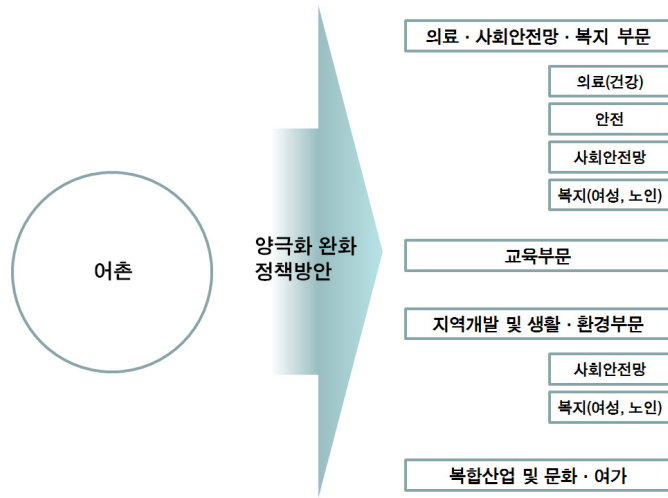 어촌
양극화 완화
정책방안
의료 · 사회안전망 · 복지 부문
의료(건강)
안전
사회안전망
복지(여성, 노인)
교육부문
지역개발 및 생활 · 환경부문
사회안전망
복지(여성, 노인)
복합산업 및 문화 · 여가